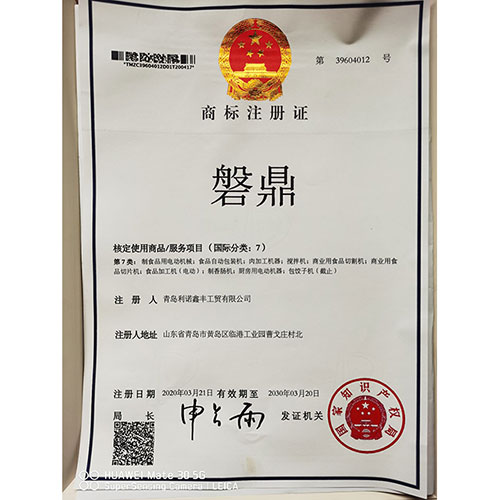 *TMZC39604012D01T200417*
第 39604012 号
商标注册证
磐鼎
核定使用商品/服务项目（国际分类：7）
第7类：制食品用电动机械；食品自动包装机；肉加工机器；搅拌机；商业用食品切割机；商业用食
品切片机；食品加工机（电动）；制香肠机；厨房用电动机器；包饺子机（截止）
注 册 人 青岛利诺鑫丰工贸有限公司
注册人地址 山东省青岛市黄岛区临港工业园曹戈庄村北
注册日期 2020年03月21日 有效期至 2030年03月20日
局 长 申长雨 发证机关
国家知识产权局
HUAWEI Mate 30 5G
SuperSensing Camera | LEICA